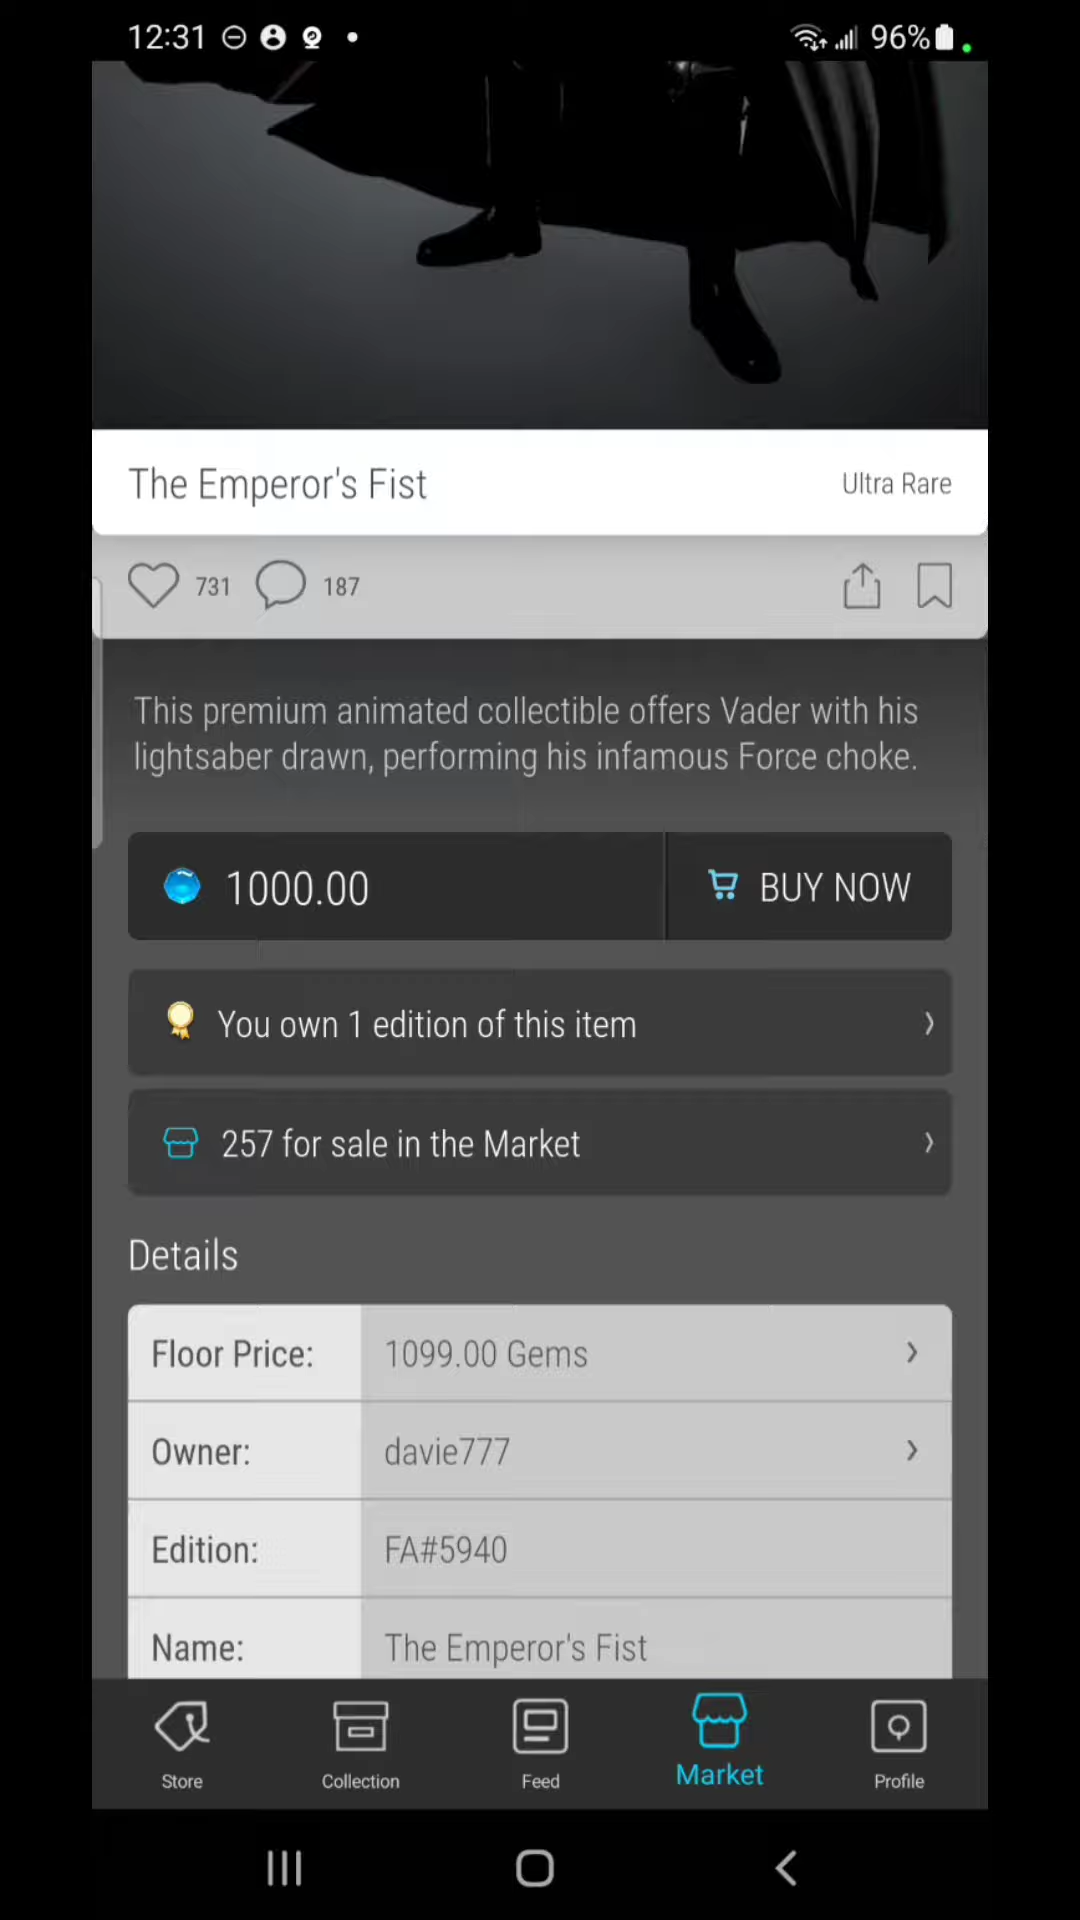 12:31
96%
The Emperor's Fist
Ultra Rare
731
187
This premium animated collectible offers Vader with his
lightsaber drawn, performing his infamous Force choke.
1000.00
BUY NOW
You own 1 edition of this item
257 for sale in the Market
Details
Floor Price: 1099.00 Gems
Owner: davie777
Edition: FA#5940
Name: The Emperor's Fist
Store
Collection
Feed
Market
Profile